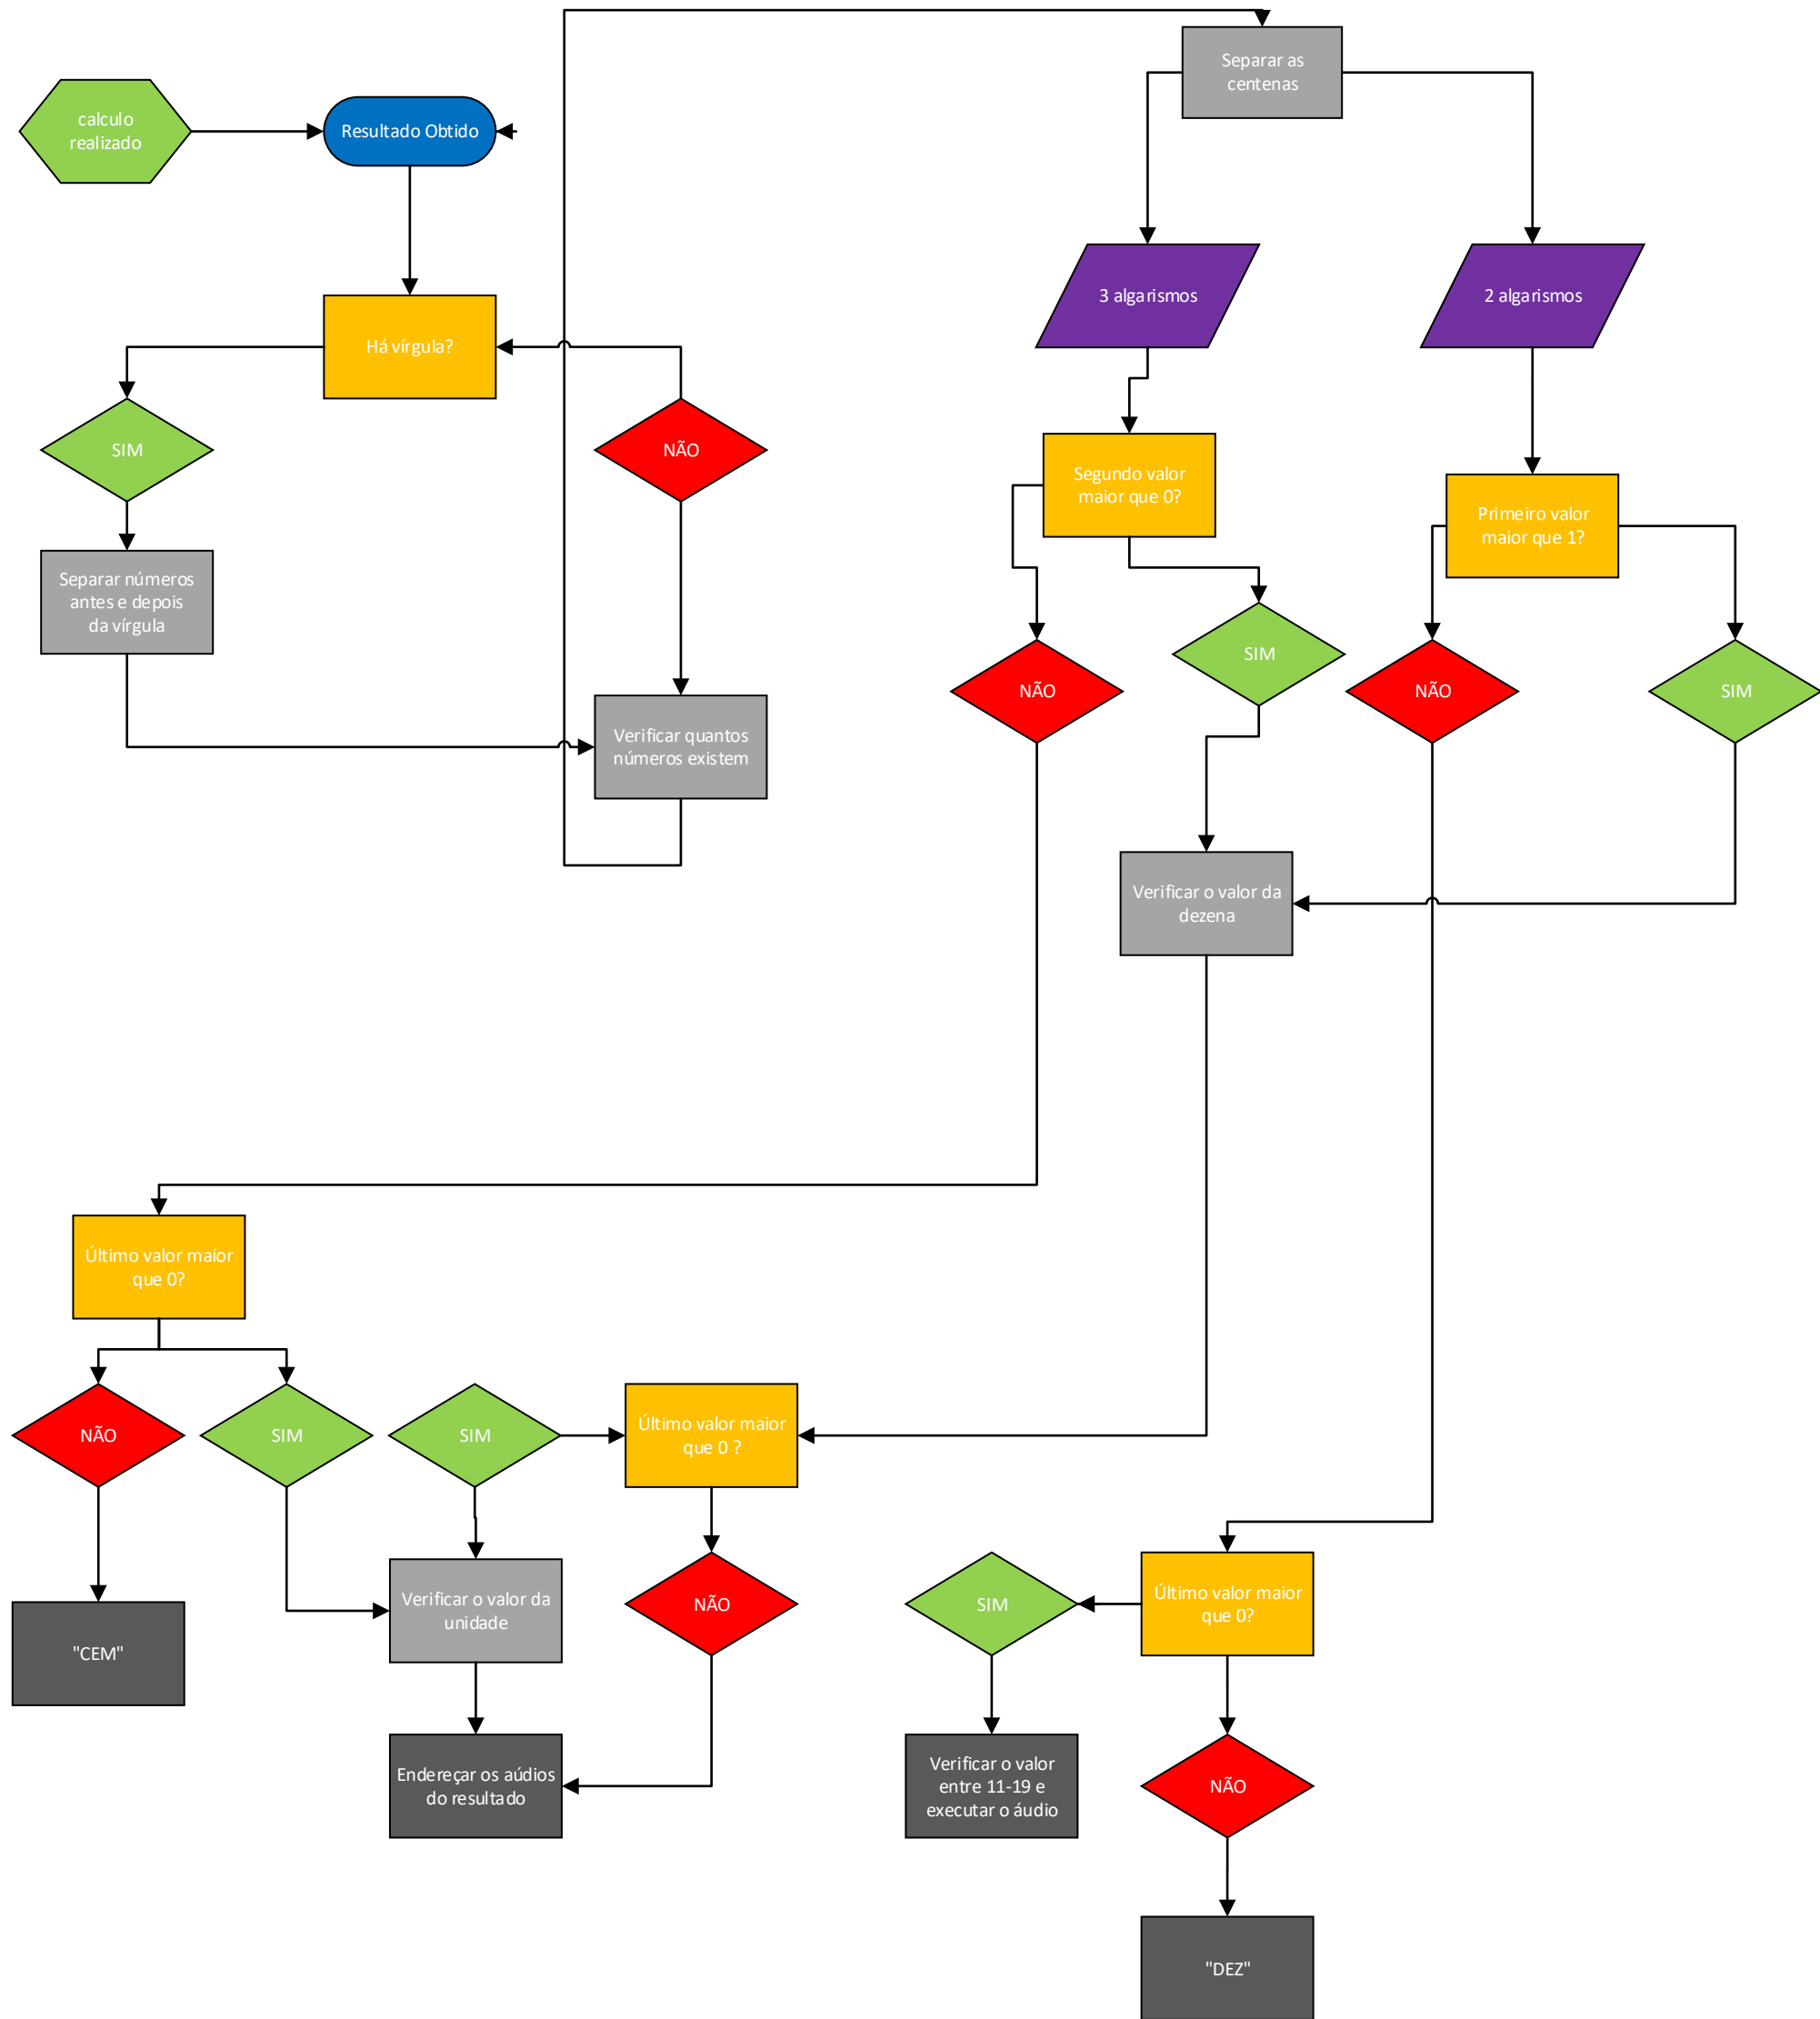 Separar as
centenas
calculo
realizado
Resultado Obtido
3 algarismos
2 algarismos
Há vírgula?
SIM
NÃO
Segundo valor
maior que 0?
Primeiro valor
maior que 1?
Separar números
antes e depois
da vírgula
SIM
NÃO
NÃO
SIM
Verificar quantos
números existem
Verificar o valor da
dezena
Último valor maior
que 0?
NÃO
SIM
SIM
Último valor maior
que 0 ?
Verificar o valor da
unidade
NÃO
SIM
Último valor maior
que 0?
"CEM"
Endereçar os aúdios
do resultado
Verificar o valor
entre 11-19 e
executar o áudio
NÃO
"DEZ"